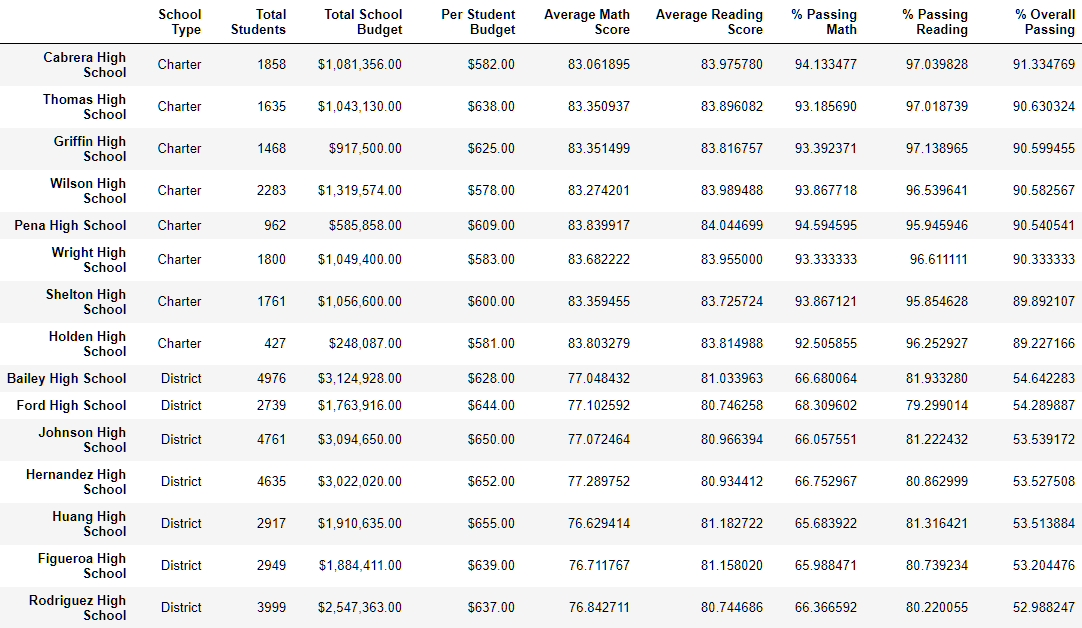 School Type Total Students Total School Budget Per Student Budget Average Math Score Average Reading Score % Passing Math % Passing Reading % Overall Passing
Cabrera High School Charter 1858 $1,081,356.00 $582.00 83.061895 83.975780 94.133477 97.039828 91.334769
Thomas High School Charter 1635 $1,043,130.00 $638.00 83.350937 83.896082 93.185690 97.018739 90.630324
Griffin High School Charter 1468 $917,500.00 $625.00 83.351499 83.816757 93.392371 97.138965 90.599455
Wilson High School Charter 2283 $1,319,574.00 $578.00 83.274201 83.989488 93.867718 96.539641 90.582567
Pena High School Charter 962 $585,858.00 $609.00 83.839917 84.044699 94.594595 95.945946 90.540541
Wright High School Charter 1800 $1,049,400.00 $583.00 83.682222 83.955000 93.333333 96.611111 90.333333
Shelton High School Charter 1761 $1,056,600.00 $600.00 83.359455 83.725724 93.867121 95.854628 89.892107
Holden High School Charter 427 $248,087.00 $581.00 83.803279 83.814988 92.505855 96.252927 89.227166
Bailey High School District 4976 $3,124,928.00 $628.00 77.048432 81.033963 66.680064 81.933280 54.642283
Ford High School District 2739 $1,763,916.00 $644.00 77.102592 80.746258 68.309602 79.299014 54.289887
Johnson High School District 4761 $3,094,650.00 $650.00 77.072464 80.966394 66.057551 81.222432 53.539172
Hernandez High School District 4635 $3,022,020.00 $652.00 77.289752 80.934412 66.752967 80.862999 53.527508
Huang High School District 2917 $1,910,635.00 $655.00 76.629414 81.182722 65.683922 81.316421 53.513884
Figueroa High School District 2949 $1,884,411.00 $639.00 76.711767 81.158020 65.988471 80.739234 53.204476
Rodriguez High School District 3999 $2,547,363.00 $637.00 76.842711 80.744686 66.366592 80.220055 52.988247